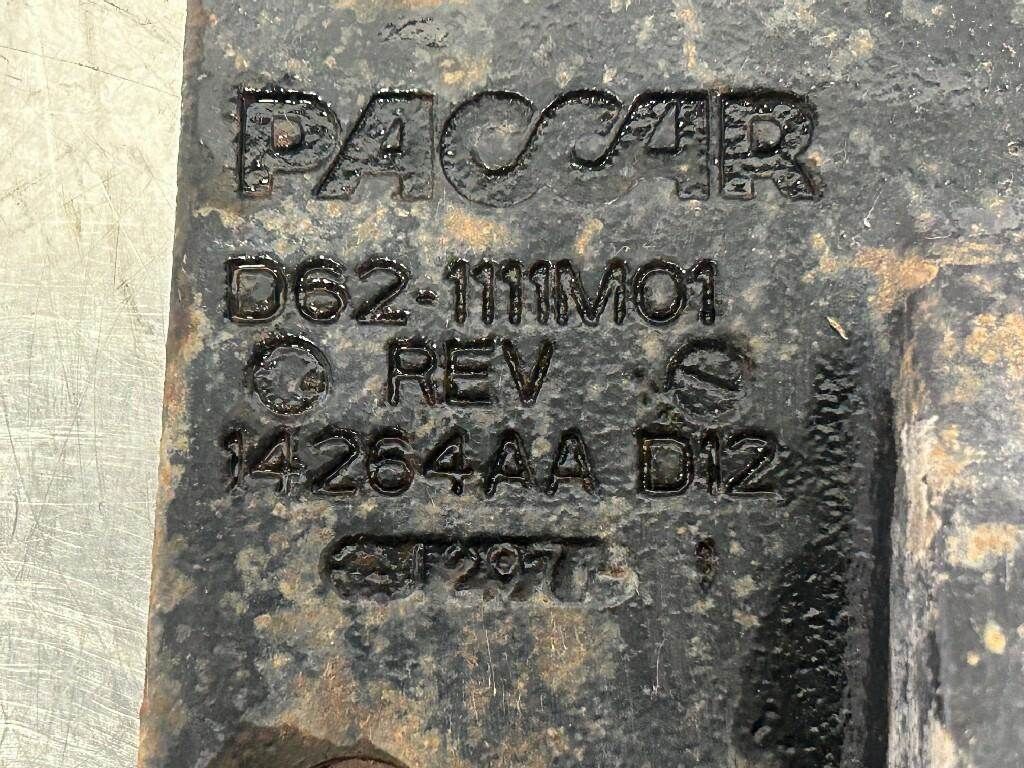 PACCAR
D62-1111M01
REV
14264AA D12